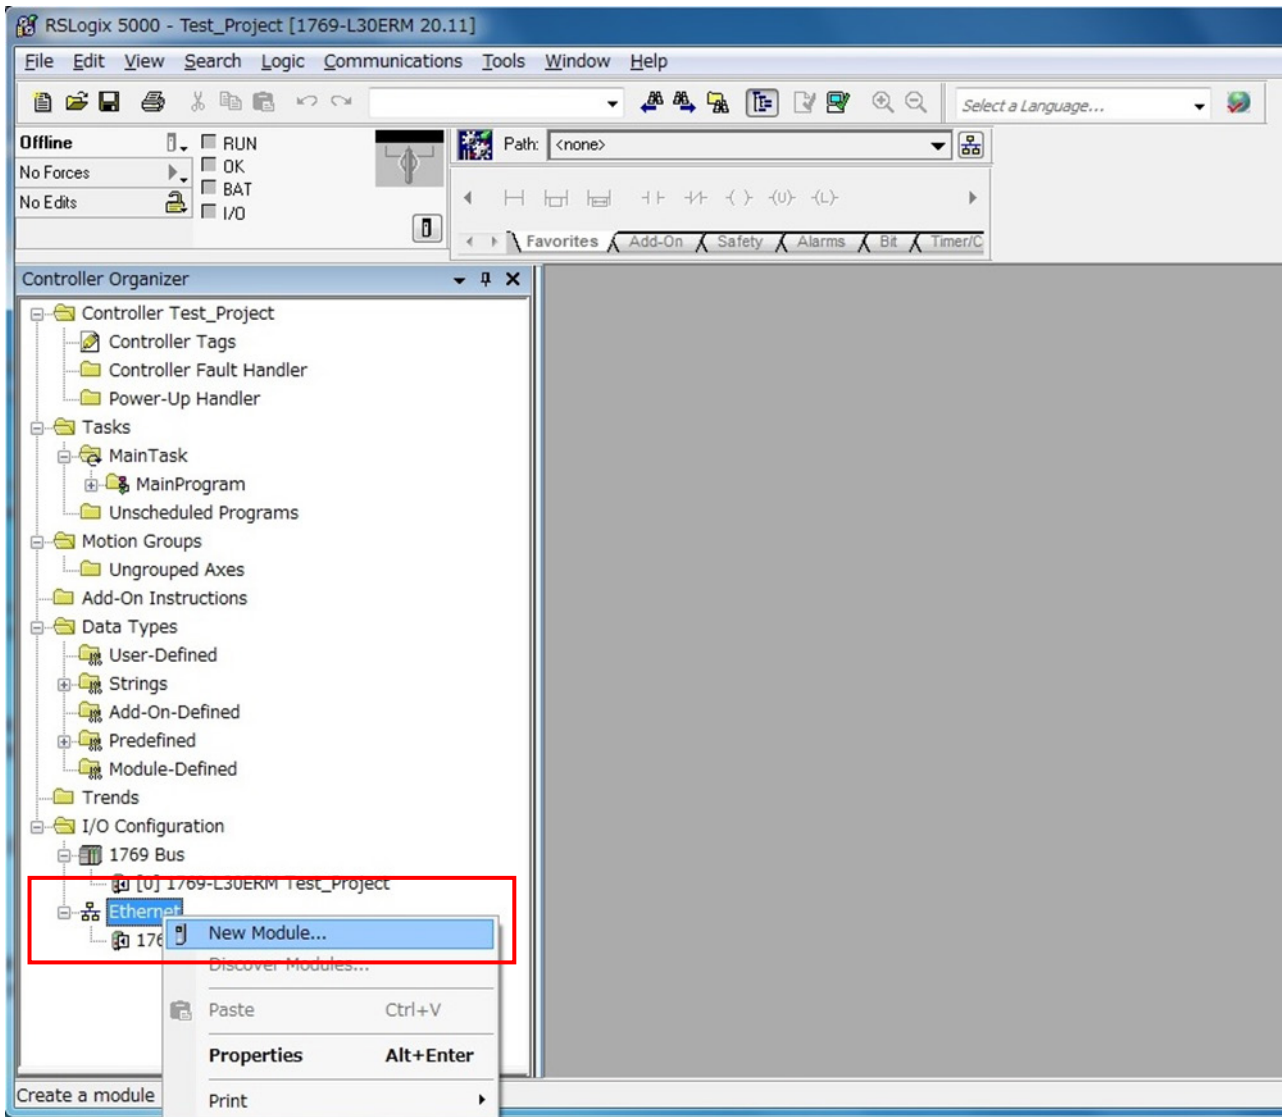 RSLogix 5000 - Test_Project [1769-L30ERM 20.11]
File Edit View Search Logic Communications Tools Window Help
Select a Language...
Offline
RUN
Path: <none>
No Forces
OK
BAT
No Edits
I/O
Favorites Add-On Safety Alarms Bit Timer/C
Controller Organizer
Controller Test_Project
Controller Tags
Controller Fault Handler
Power-Up Handler
Tasks
MainTask
MainProgram
Unscheduled Programs
Motion Groups
Ungrouped Axes
Add-On Instructions
Data Types
User-Defined
Strings
Add-On-Defined
Predefined
Module-Defined
Trends
I/O Configuration
1769 Bus
[0] 1769-L30ERM Test_Project
Ethernet
New Module...
176
Discover Modules...
Paste Ctrl+V
Properties Alt+Enter
Create a module
Print